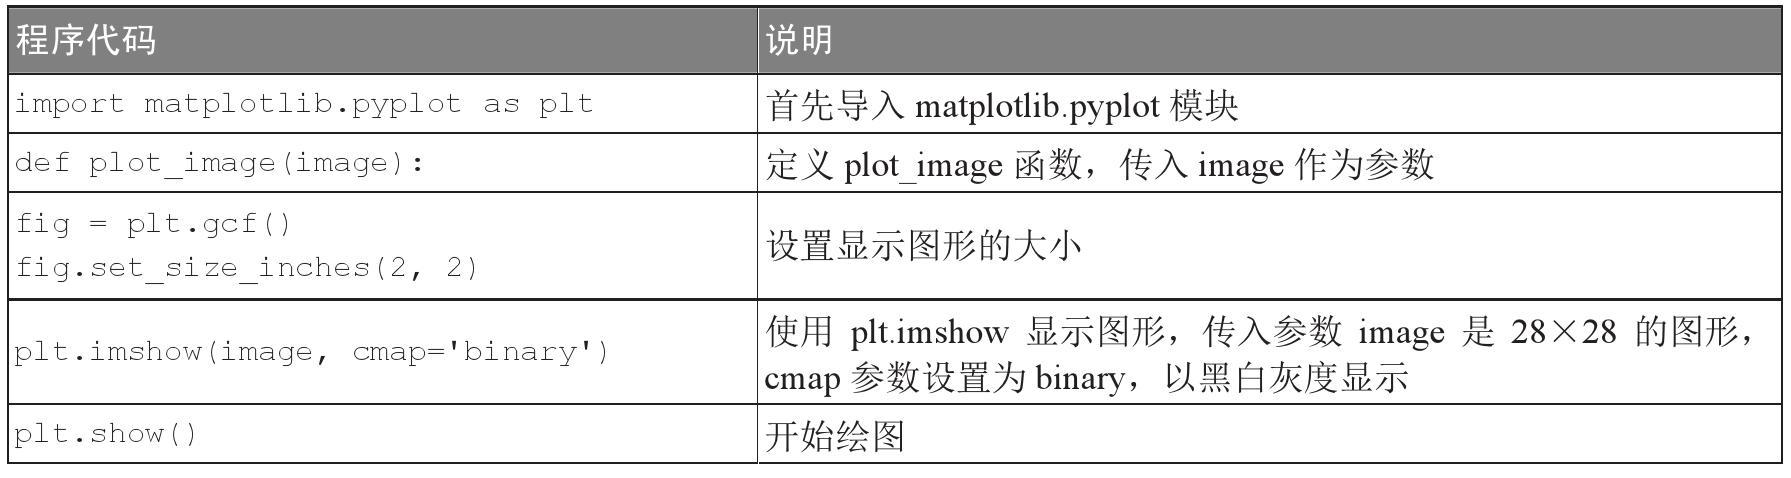 程序代码 说明
import matplotlib.pyplot as plt 首先导入 matplotlib.pyplot 模块
def plot_image(image): 定义 plot_image 函数，传入 image 作为参数
fig = plt.gcf()
fig.set_size_inches(2, 2)
设置显示图形的大小
plt.imshow(image, cmap='binary')
使用 plt.imshow 显示图形，传入参数 image 是 28×28 的图形，
cmap 参数设置为 binary，以黑白灰度显示
plt.show() 开始绘图